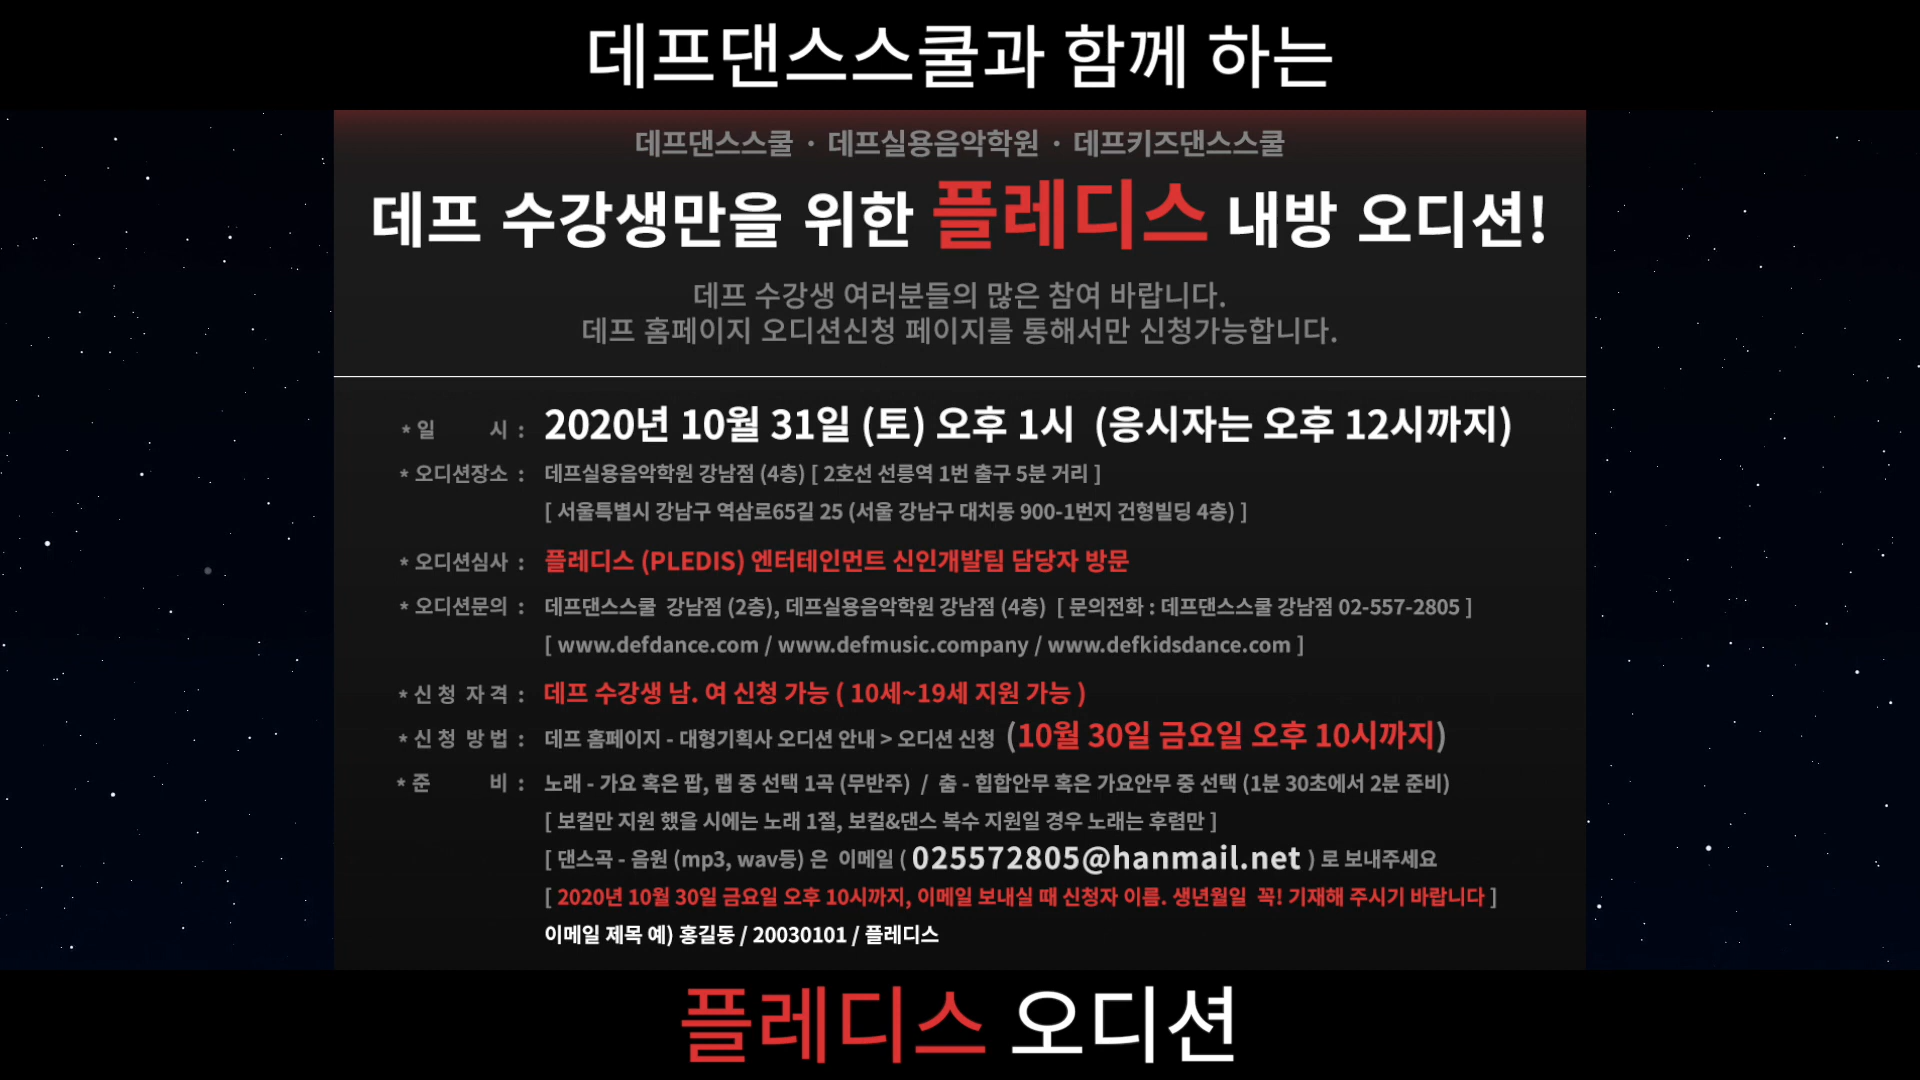 데프댄스스쿨과 함께 하는
데프댄스스쿨 · 데프실용음악학원 · 데프키즈댄스스쿨
데프 수강생만을 위한 플레디스 내방 오디션!
데프 수강생 여러분들의 많은 참여 바랍니다.
데프 홈페이지 오디션신청 페이지를 통해서만 신청가능합니다.
* 일 시 : 2020년 10월 31일 (토) 오후 1시 (응시자는 오후 12시까지)
* 오디션장소 : 데프실용음악학원 강남점 (4층) [ 2호선 선릉역 1번 출구 5분 거리 ]
[ 서울특별시 강남구 역삼로65길 25 (서울 강남구 대치동 900-1번지 건형빌딩 4층) ]
* 오디션심사 : 플레디스 (PLEDIS) 엔터테인먼트 신인개발팀 담당자 방문
* 오디션문의 : 데프댄스스쿨 강남점 (2층), 데프실용음악학원 강남점 (4층) [ 문의전화 : 데프댄스스쿨 강남점 02-557-2805 ]
[ www.defdance.com / www.defmusic.company / www.defkidsdance.com ]
* 신 청 자 격 : 데프 수강생 남. 여 신청 가능 ( 10세~19세 지원 가능 )
* 신 청 방 법 : 데프 홈페이지 - 대형기획사 오디션 안내 > 오디션 신청 (10월 30일 금요일 오후 10시까지)
* 준 비 : 노래 - 가요 혹은 팝, 랩 중 선택 1곡 (무반주) / 춤 - 힙합안무 혹은 가요안무 중 선택 (1분 30초에서 2분 준비)
[ 보컬만 지원 했을 시에는 노래 1절, 보컬&댄스 복수 지원일 경우 노래는 후렴만 ]
[ 댄스곡 - 음원 (mp3, wav등) 은 이메일 ( 025572805@hanmail.net ) 로 보내주세요
[ 2020년 10월 30일 금요일 오후 10시까지, 이메일 보내실 때 신청자 이름. 생년월일 꼭! 기재해 주시기 바랍니다 ]
이메일 제목 예) 홍길동 / 20030101 / 플레디스
플레디스 오디션